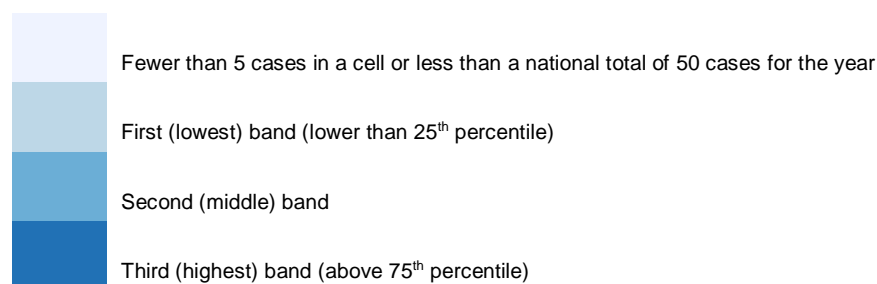 Fewer than 5 cases in a cell or less than a national total of 50 cases for the year
First (lowest) band (lower than 25th percentile)
Second (middle) band
Third (highest) band (above 75th percentile)